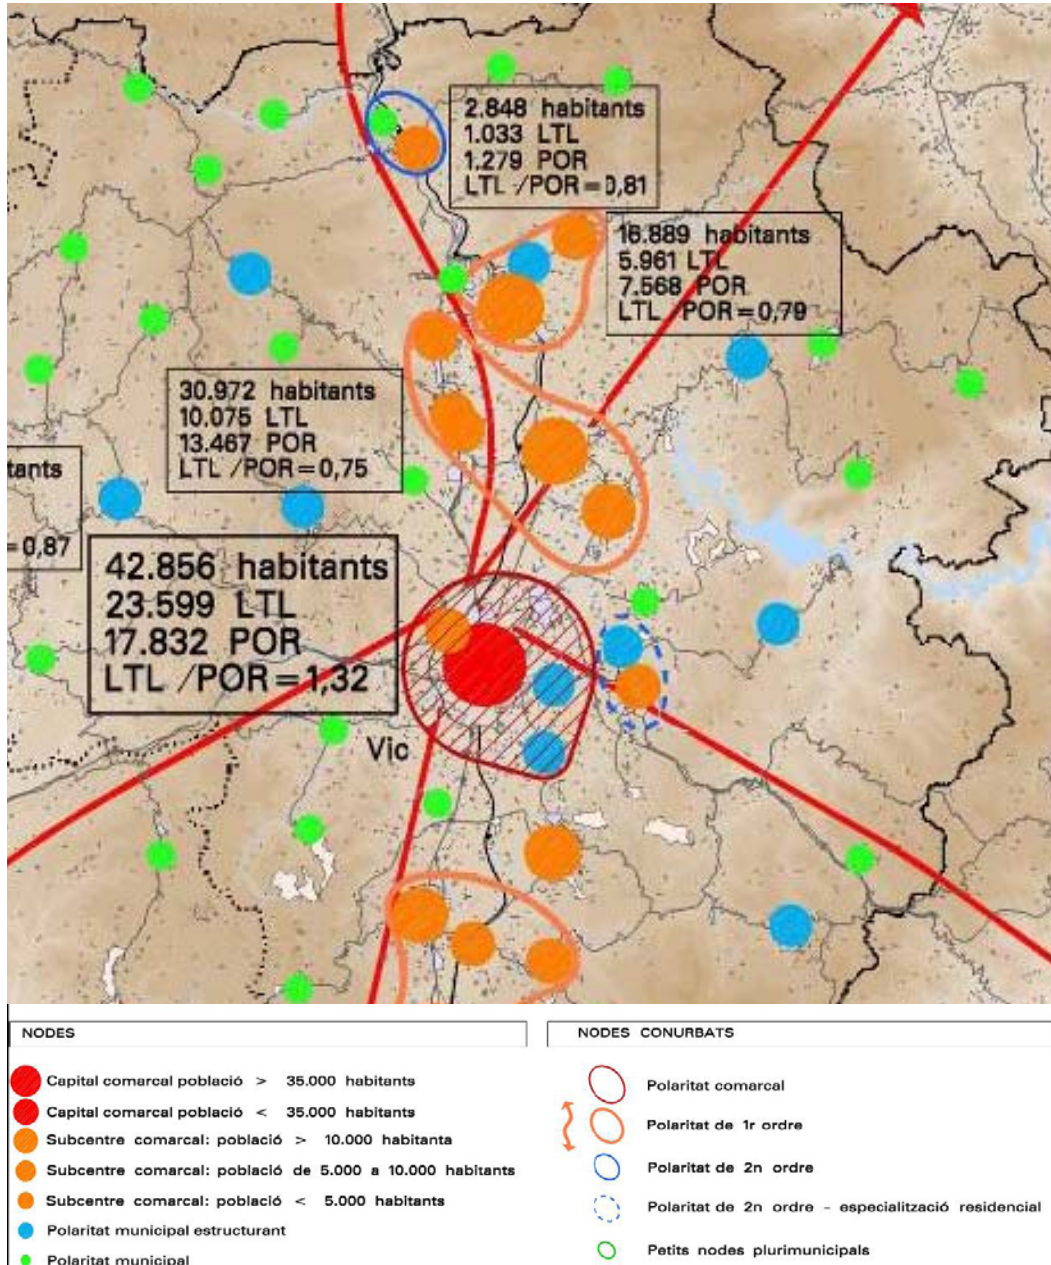 2.848 habitants
1.033 LTL
1.279 POR
LTL /POR=0,81
16.889 habitants
5.961 LTL
7.568 POR
LTL /POR=0,79
30.972 habitants
10.075 LTL
13.467 POR
LTL /POR=0,75
tants
=0,87
42.856 habitants
23.599 LTL
17.832 POR
LTL /POR=1,32
Vic
NODES
Capital comarcal població > 35.000 habitants
Capital comarcal població < 35.000 habitants
Subcentre comarcal: població > 10.000 habitanta
Subcentre comarcal: població de 5.000 a 10.000 habitants
Subcentre comarcal: població < 5.000 habitants
Polaritat municipal estructurant
Polaritat municipal
NODES CONURBATS
Polaritat comarcal
Polaritat de 1r ordre
Polaritat de 2n ordre
Polaritat de 2n ordre - especialització residencial
Petits nodes plurimunicipals